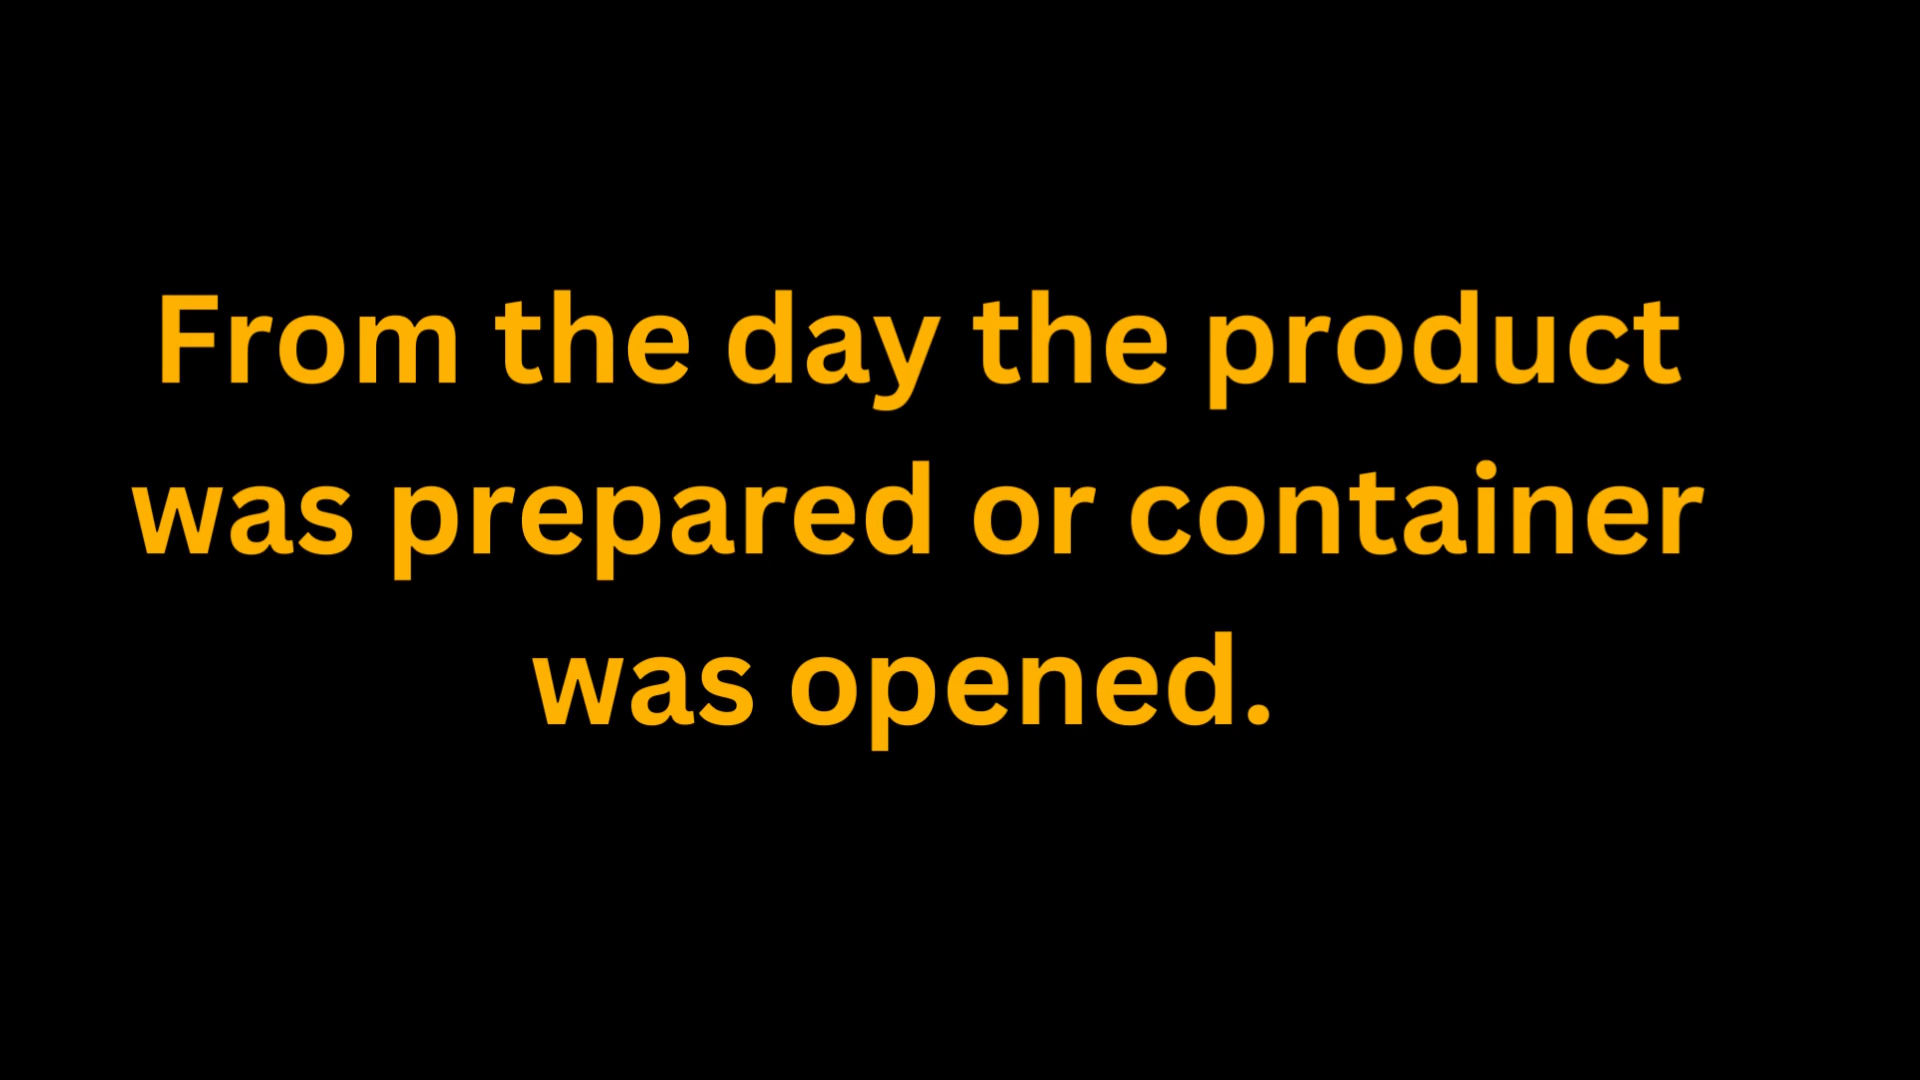 From the day the product
was prepared or container
was opened.